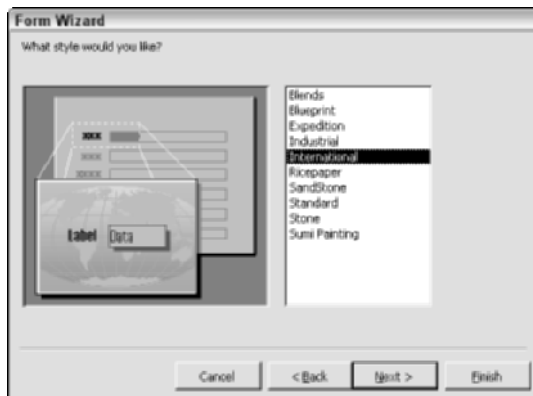 Form Wizard
What style would you like?
xxx
xxx
xxxx
Label Data
Blends
Blueprint
Expedition
Industrial
International
Ricepaper
SandStone
Standard
Stone
Sumi Painting
Cancel
< Back
Next >
Finish